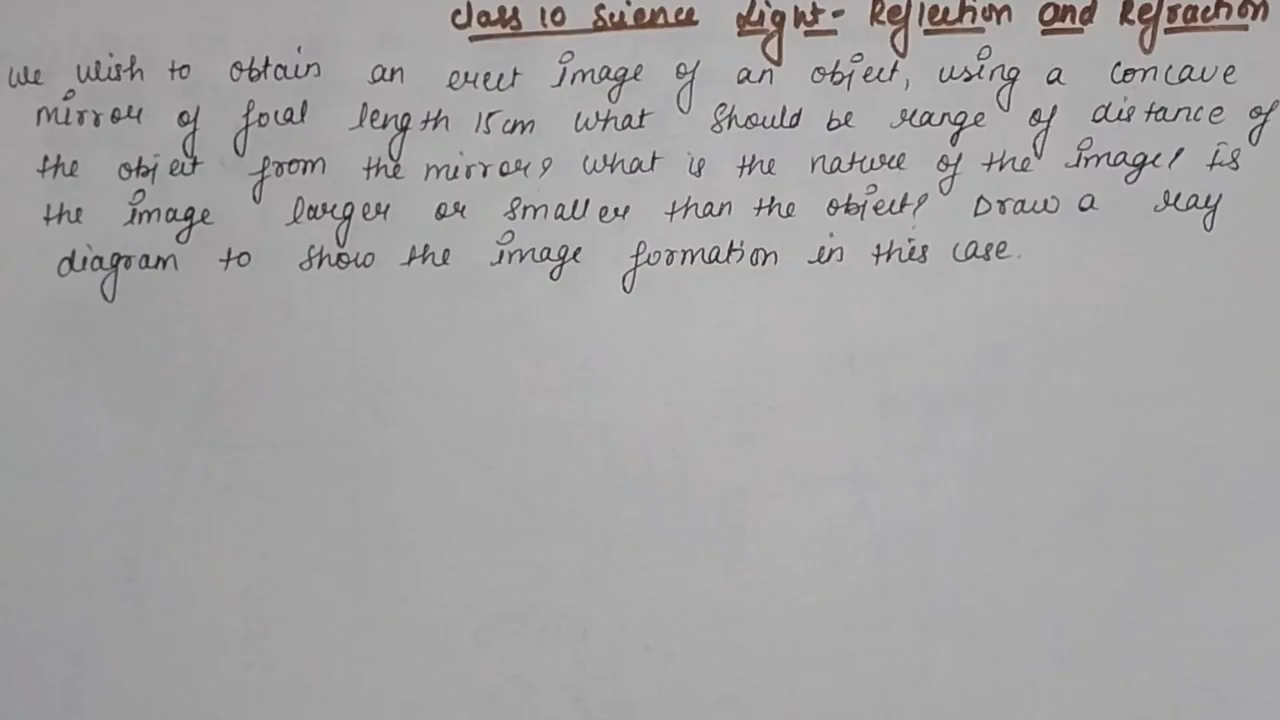 Class 10 Science Light - Reflection and Refraction
We wish to obtain an erect image of an object, using a concave
mirror of focal length 15 cm what should be range of distance of
the object from the mirror? what is the nature of the image? Is
the image larger or smaller than the object? Draw a ray
diagram to show the image formation in this case.